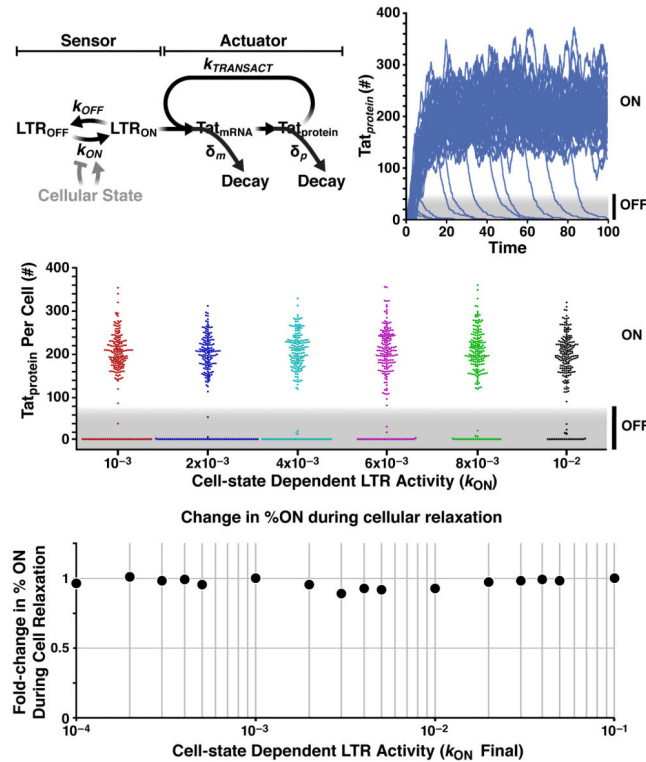 Sensor Actuator
kTRANSACT
kOFF
LTROFF LTRON TatmRNA Tatprotein
kON
δm δp
Cellular State Decay Decay
Tatprotein (#)
400
300
200
100
0
ON
OFF
0 20 40 60 80 100
Time
Tatprotein Per Cell (#)
400
300
200
100
0
ON
OFF
10⁻³ 2x10⁻³ 4x10⁻³ 6x10⁻³ 8x10⁻³ 10⁻²
Cell-state Dependent LTR Activity (kON)
Change in %ON during cellular relaxation
Fold-change in % ON
During Cell Relaxation
1
0.5
0
10⁻⁴ 10⁻³ 10⁻² 10⁻¹
Cell-state Dependent LTR Activity (kON Final)